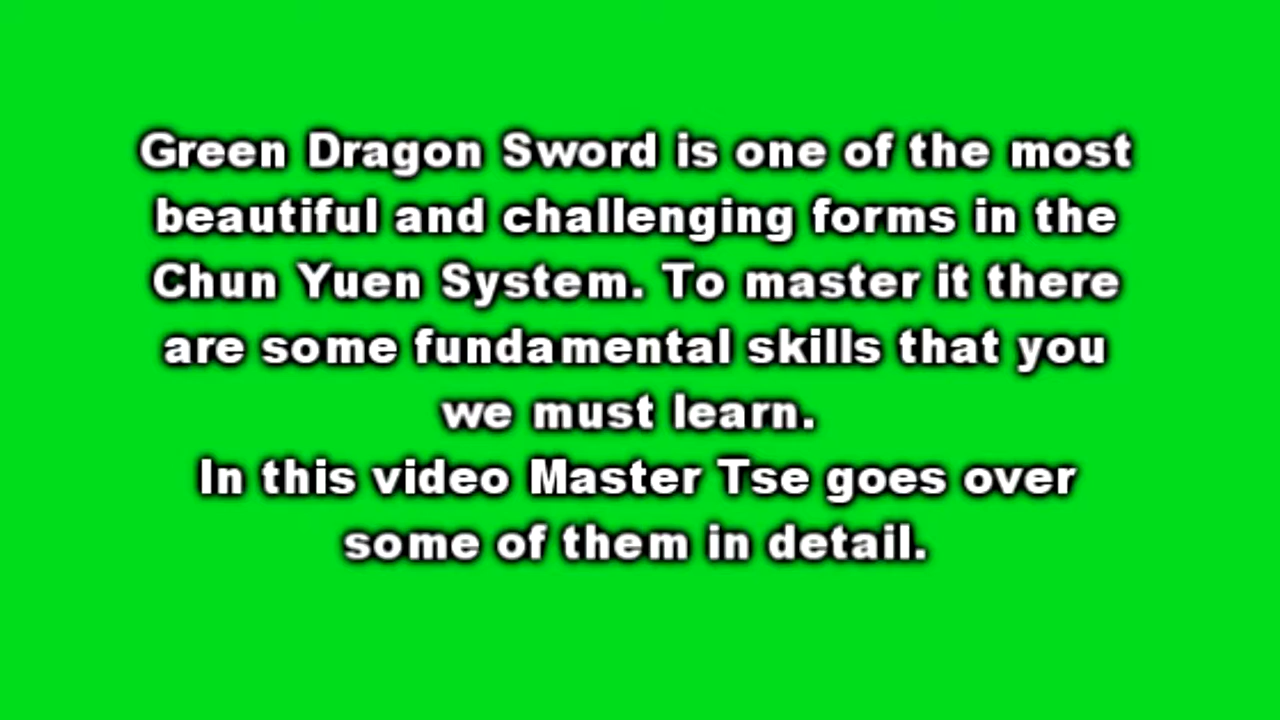 Green Dragon Sword is one of the most
beautiful and challenging forms in the
Chun Yuen System. To master it there
are some fundamental skills that you
we must learn.
In this video Master Tse goes over
some of them in detail.